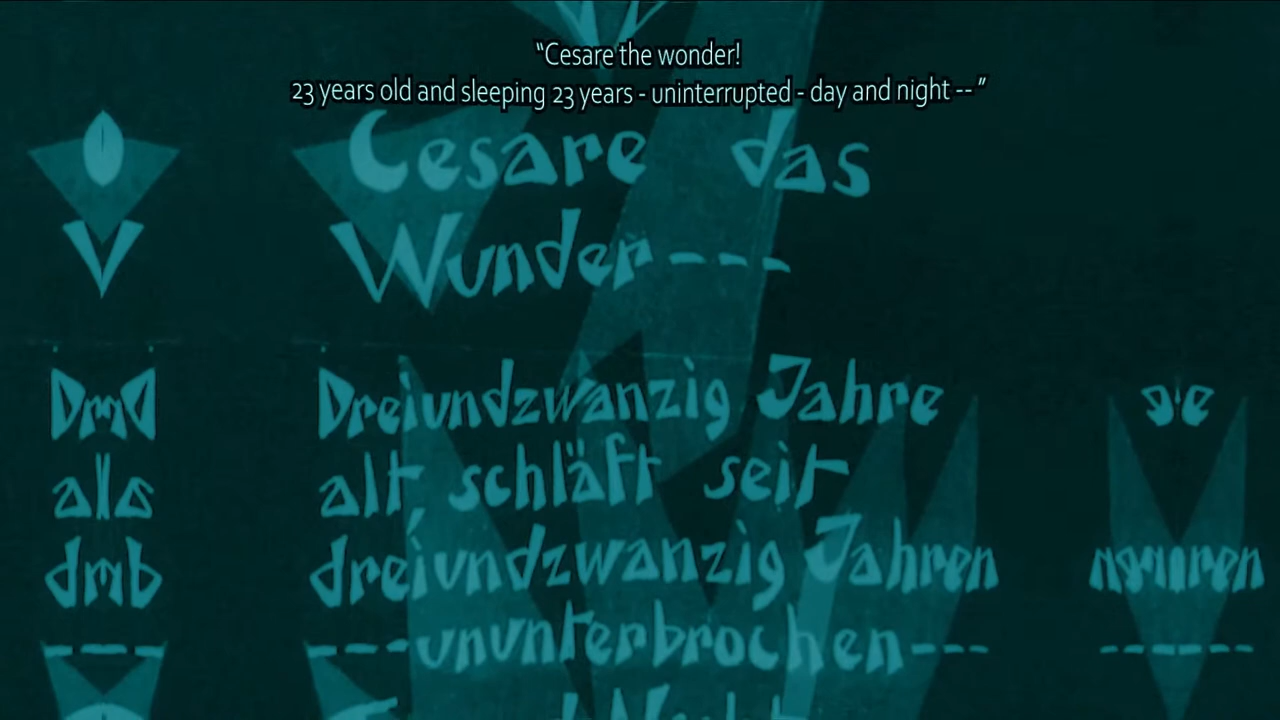 “Cesare the wonder!
23 years old and sleeping 23 years - uninterrupted - day and night -- ”
Cesare das
Wunder---
Dreiundzwanzig Jahre
alt, schläft seit
dreiundzwanzig Jahren
---ununterbrochen---